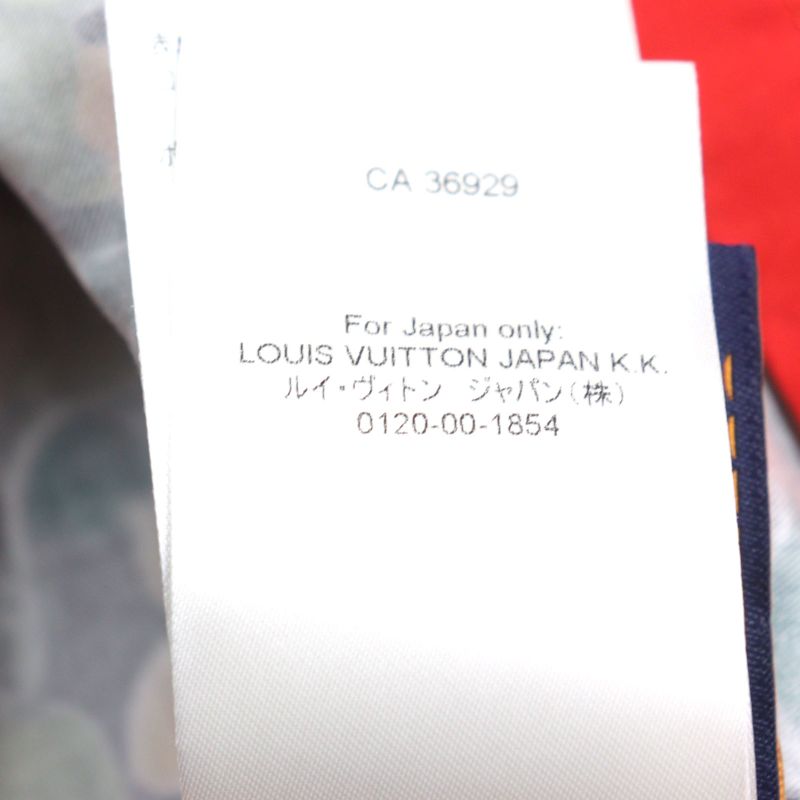 CA 36929
For Japan only:
LOUIS VUITTON JAPAN K.K.
ルイ・ヴィトン ジャパン(株)
0120-00-1854